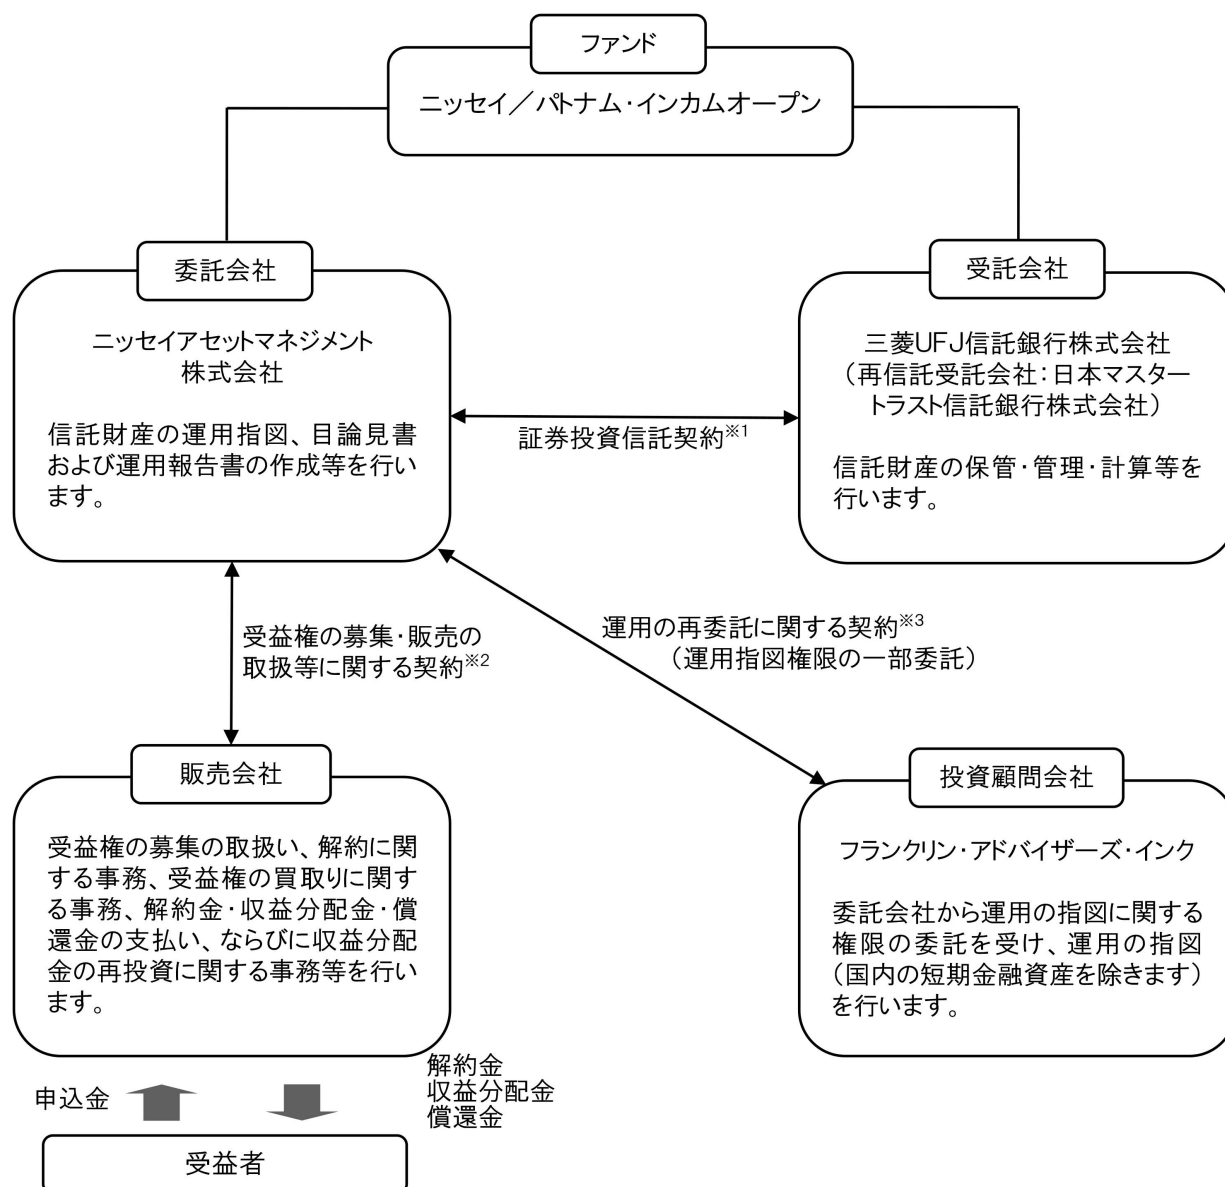 ファンド
ニッセイ／パトナム・インカムオープン
委託会社
ニッセイアセットマネジメント
株式会社
信託財産の運用指図、目論見書
および運用報告書の作成等を行い
ます。
受託会社
三菱UFJ信託銀行株式会社
（再信託受託会社：日本マスター
トラスト信託銀行株式会社）
信託財産の保管・管理・計算等を
行います。
証券投資信託契約※1
受益権の募集・販売の
取扱等に関する契約※2
運用の再委託に関する契約※3
（運用指図権限の一部委託）
販売会社
受益権の募集の取扱い、解約に関
する事務、受益権の買取りに関す
る事務、解約金・収益分配金・償
還金の支払い、ならびに収益分配
金の再投資に関する事務等を行い
ます。
投資顧問会社
フランクリン・アドバイザーズ・インク
委託会社から運用の指図に関する
権限の委託を受け、運用の指図
（国内の短期金融資産を除きます）
を行います。
申込金
解約金
収益分配金
償還金
受益者